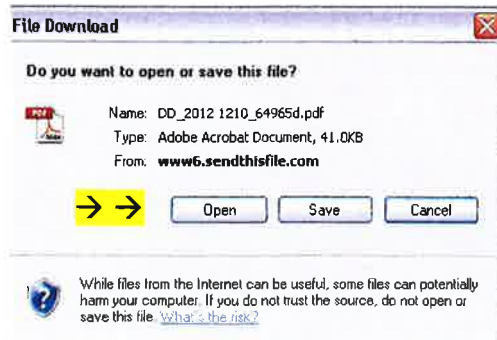 File Download
Do you want to open or save this file?
Name: DD_2012 1210_64965d.pdf
Type: Adobe Acrobat Document, 41.0KB
From: www6.sendthisfile.com
→ → Open Save Cancel
While files from the Internet can be useful, some files can potentially
harm your computer. If you do not trust the source, do not open or
save this file. What's the risk?